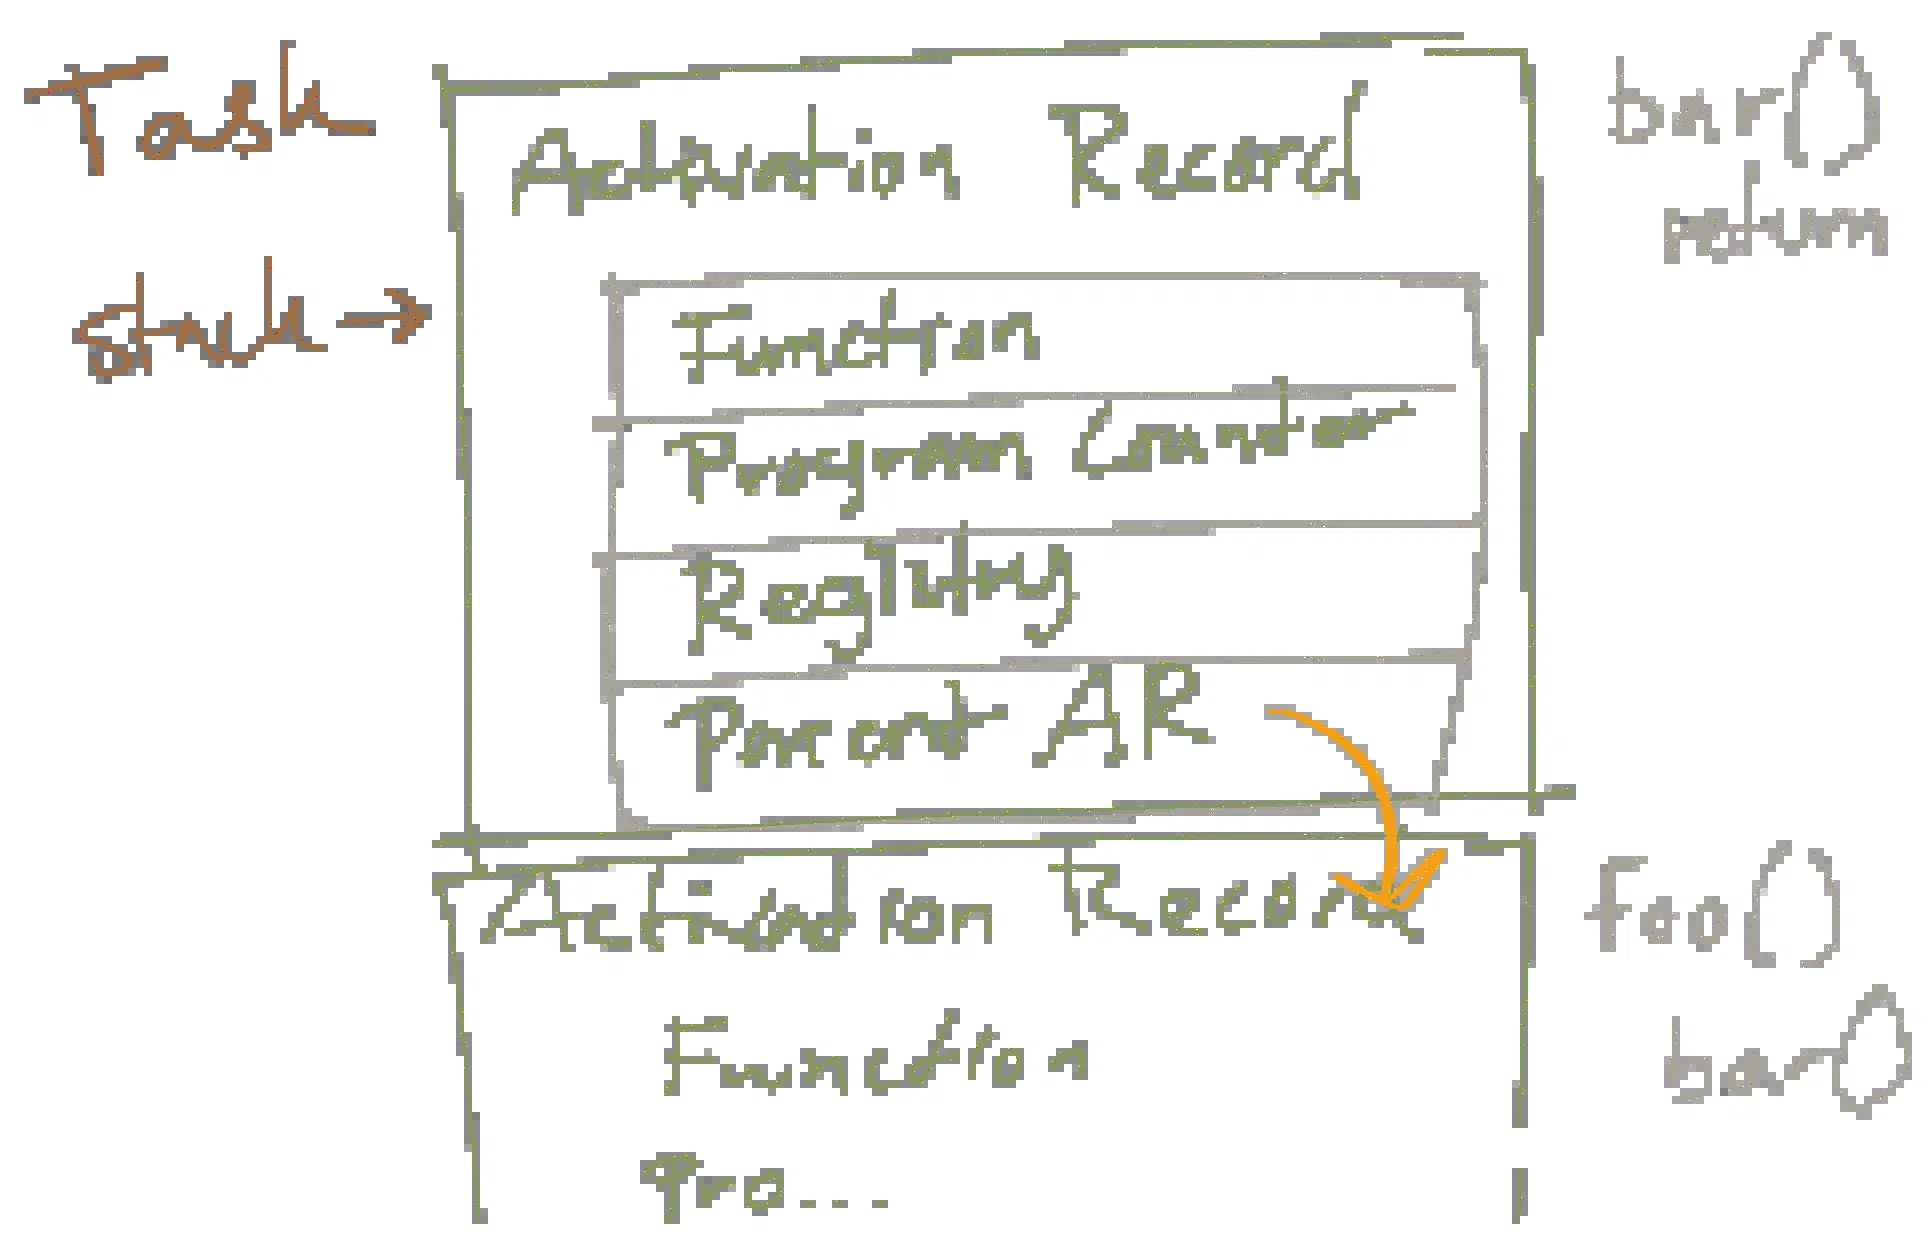 Task
stack →
Activation Record
Function
Program Counter
Registry
Parent AR
bar()
return
Activation Record
Function
Pro...
foo()
bar()